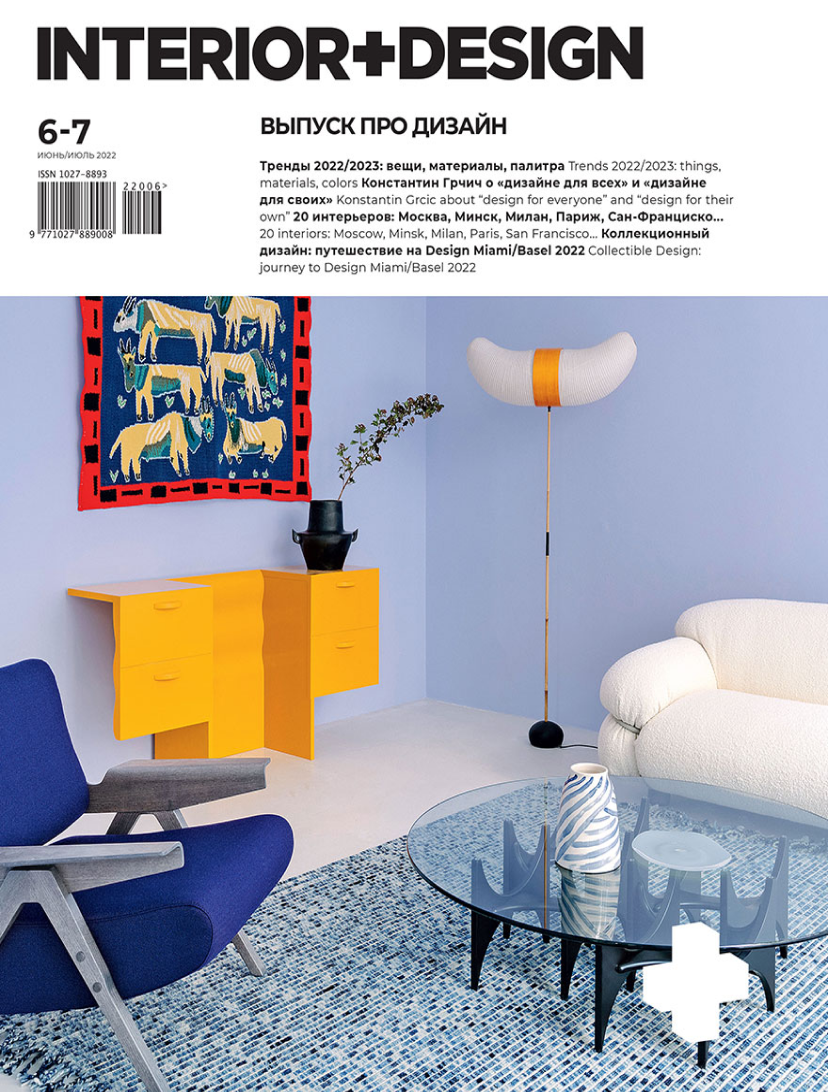 INTERIOR+DESIGN
6-7
ИЮНЬ/ИЮЛЬ 2022
ISSN 1027-8893
22006>
9 771027 889008
ВЫПУСК ПРО ДИЗАЙН
Тренды 2022/2023: вещи, материалы, палитра Trends 2022/2023: things,
materials, colors Константин Грчич о «дизайне для всех» и «дизайне
для своих» Konstantin Grcic about “design for everyone” and “design for their
own” 20 интерьеров: Москва, Минск, Милан, Париж, Сан-Франциско...
20 interiors: Moscow, Minsk, Milan, Paris, San Francisco... Коллекционный
дизайн: путешествие на Design Miami/Basel 2022 Collectible Design:
journey to Design Miami/Basel 2022